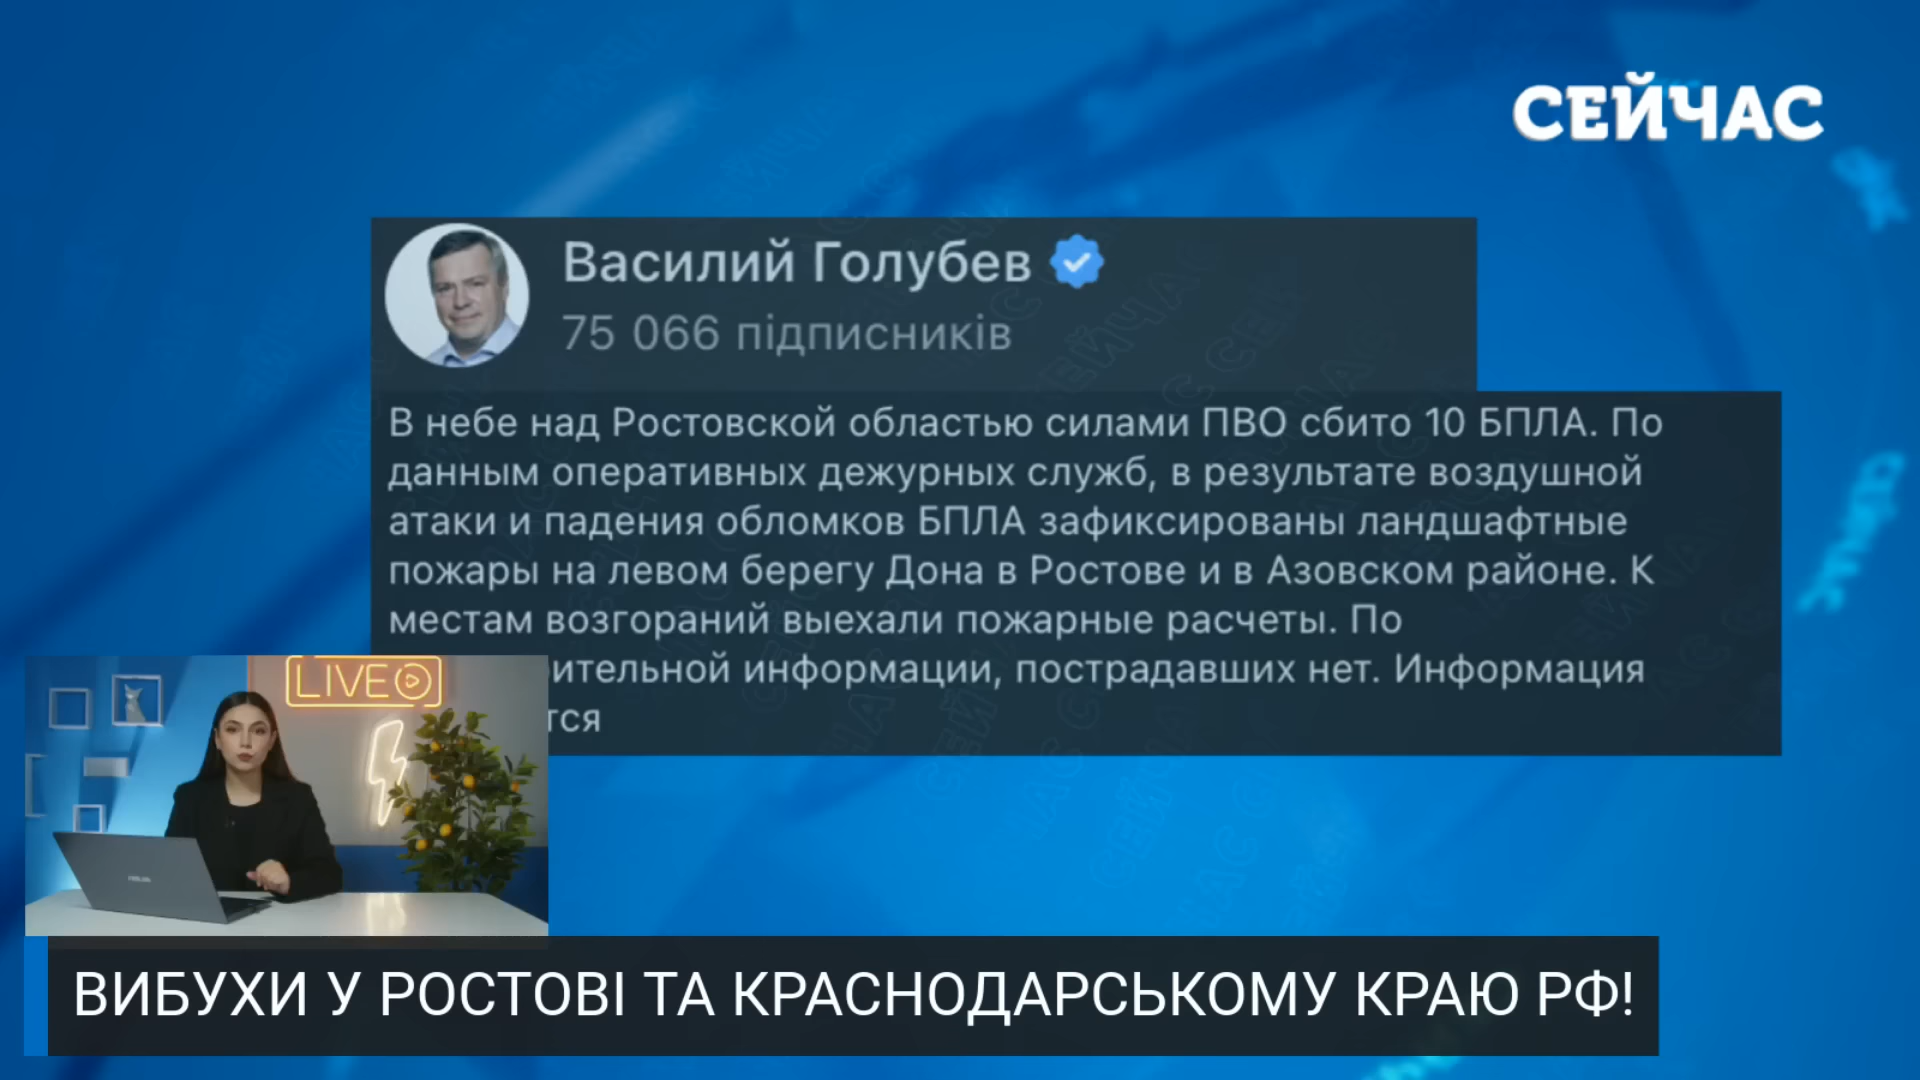 СЕЙЧАС
Василий Голубев
75 066 підписників
В небе над Ростовской областью силами ПВО сбито 10 БПЛА. По
данным оперативных дежурных служб, в результате воздушной
атаки и падения обломков БПЛА зафиксированы ландшафтные
пожары на левом берегу Дона в Ростове и в Азовском районе. К
местам возгораний выехали пожарные расчеты. По
информации, пострадавших нет. Информация
LIVE
ВИБУХИ У РОСТОВІ ТА КРАСНОДАРСЬКОМУ КРАЮ РФ!